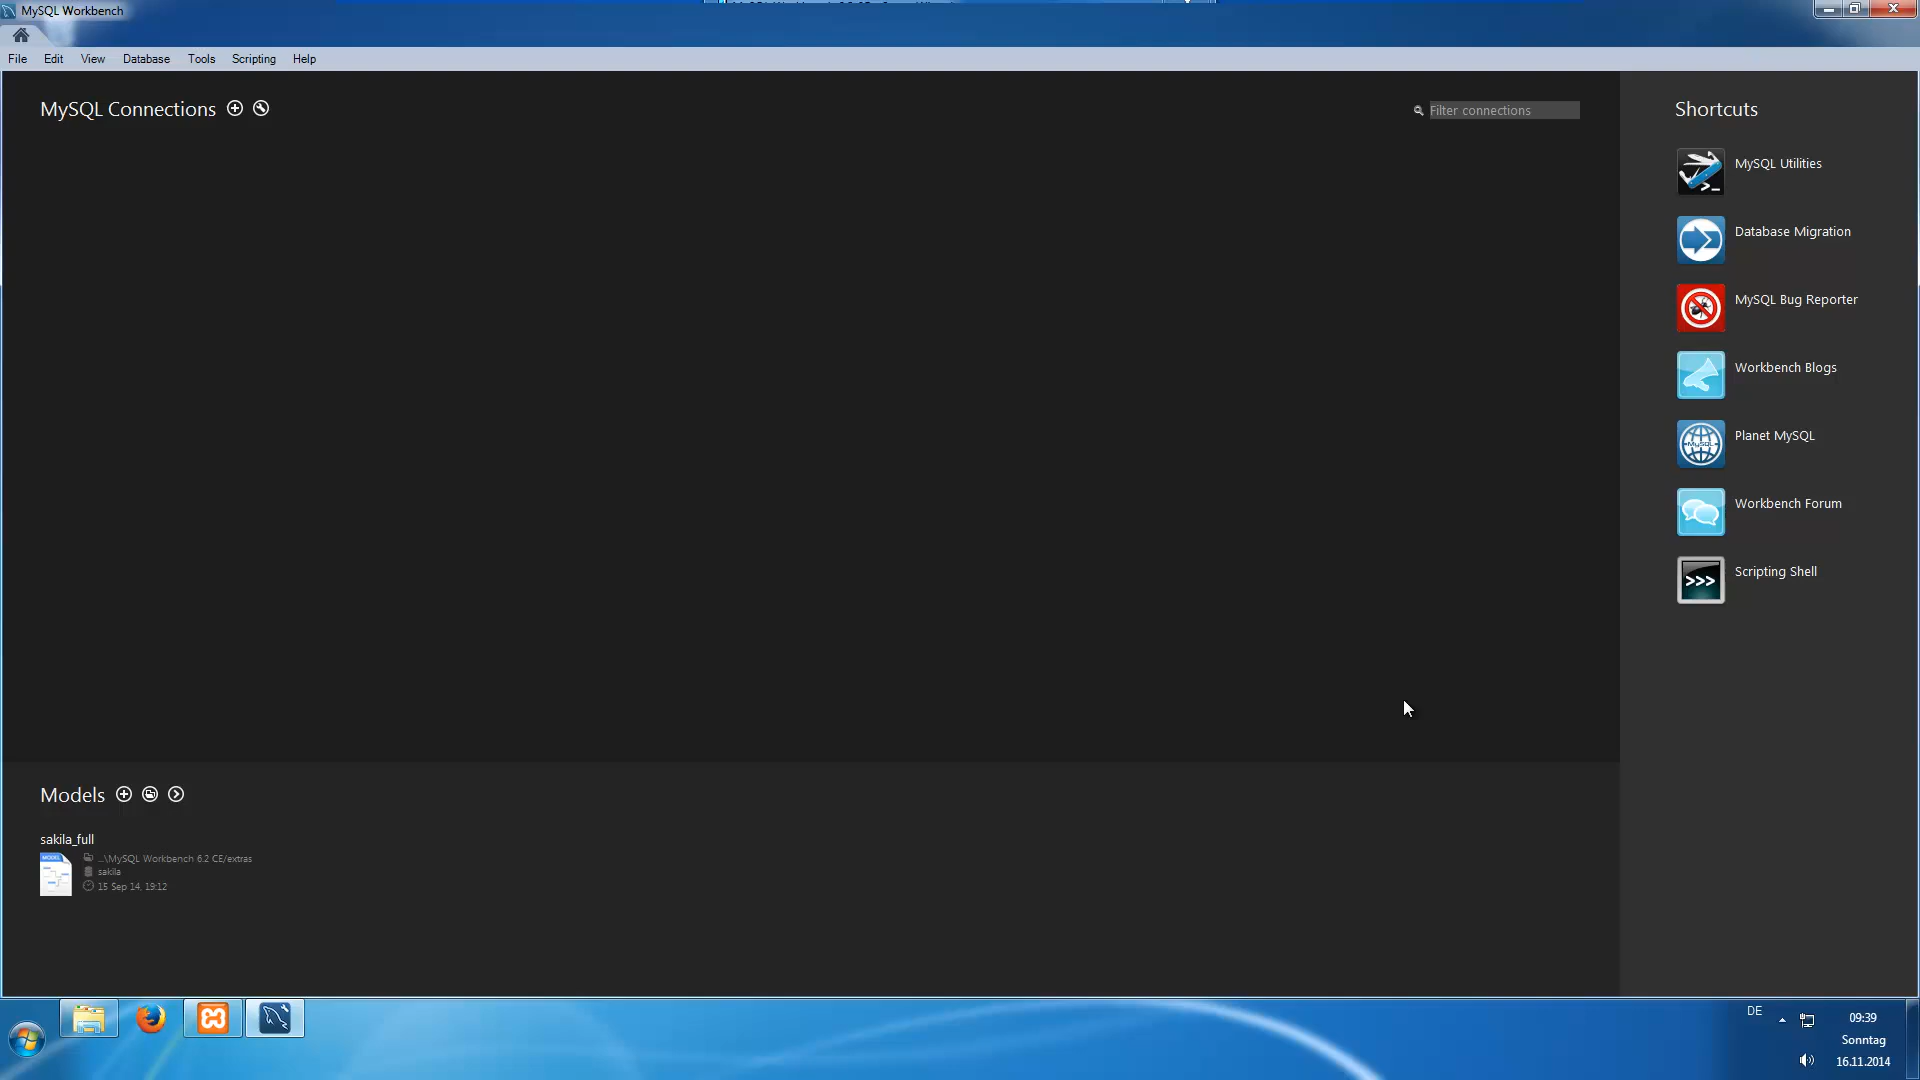 MySQL Workbench
File Edit View Database Tools Scripting Help
MySQL Connections
Filter connections
Shortcuts
MySQL Utilities
Database Migration
MySQL Bug Reporter
Workbench Blogs
Planet MySQL
MySQL
Workbench Forum
>>>
Scripting Shell
Models
sakila_full
MODEL
...\MySQL Workbench 6.2 CE/extras
sakila
15 Sep 14, 19:12
DE
09:39
Sonntag
16.11.2014